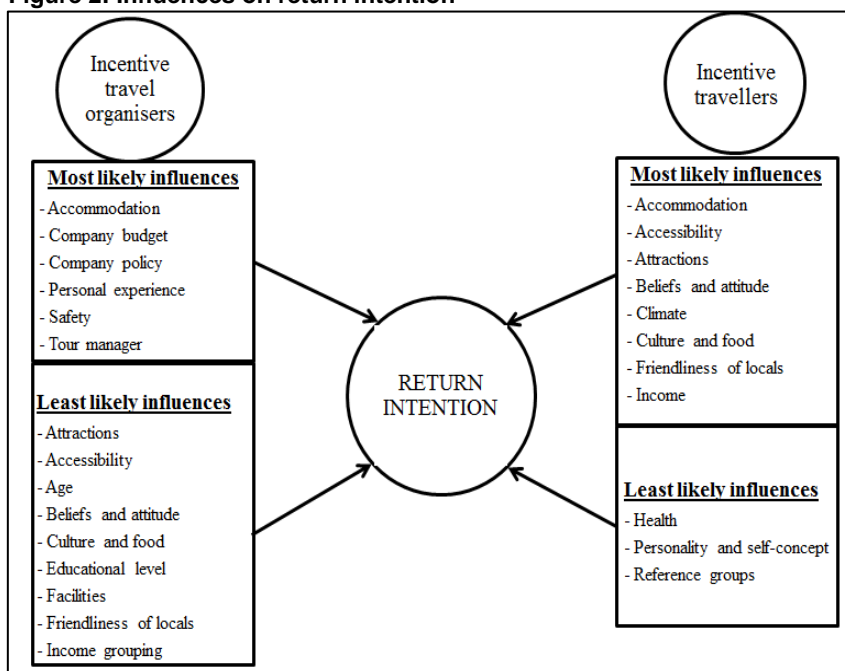 Figure 2: Influences on return intention
Incentive
travel
organisers
Most likely influences
- Accommodation
- Company budget
- Company policy
- Personal experience
- Safety
- Tour manager
Least likely influences
- Attractions
- Accessibility
- Age
- Beliefs and attitude
- Culture and food
- Educational level
- Facilities
- Friendliness of locals
- Income grouping
RETURN
INTENTION
Incentive
travellers
Most likely influences
- Accommodation
- Accessibility
- Attractions
- Beliefs and attitude
- Climate
- Culture and food
- Friendliness of locals
- Income
Least likely influences
- Health
- Personality and self-concept
- Reference groups